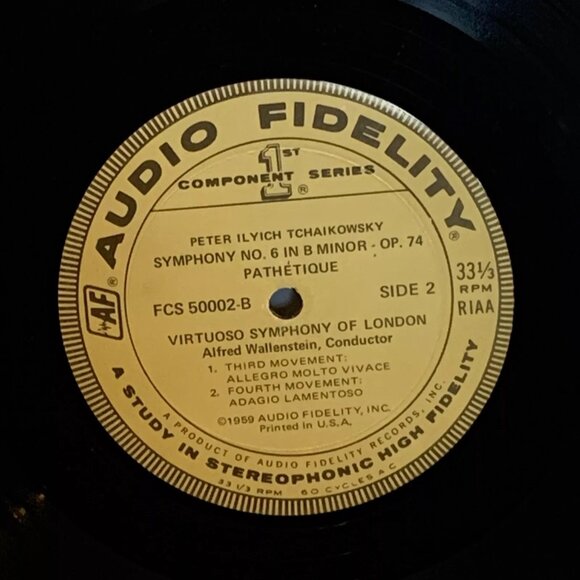 AUDIO FIDELITY®
1ST
COMPONENT SERIES
®
PETER ILYICH TCHAIKOWSKY
SYMPHONY NO. 6 IN B MINOR - OP. 74
PATHÉTIQUE
33 1/3
RPM
RIAA
FCS 50002-B
SIDE 2
VIRTUOSO SYMPHONY OF LONDON
Alfred Wallenstein, Conductor
1. THIRD MOVEMENT:
ALLEGRO MOLTO VIVACE
2. FOURTH MOVEMENT:
ADAGIO LAMENTOSO
©1959 AUDIO FIDELITY, INC.
Printed in U.S.A.
AF®
A PRODUCT OF AUDIO FIDELITY RECORDS, INC.
A STUDY IN STEREOPHONIC HIGH FIDELITY
33 1/3 RPM 60 CYCLES A C